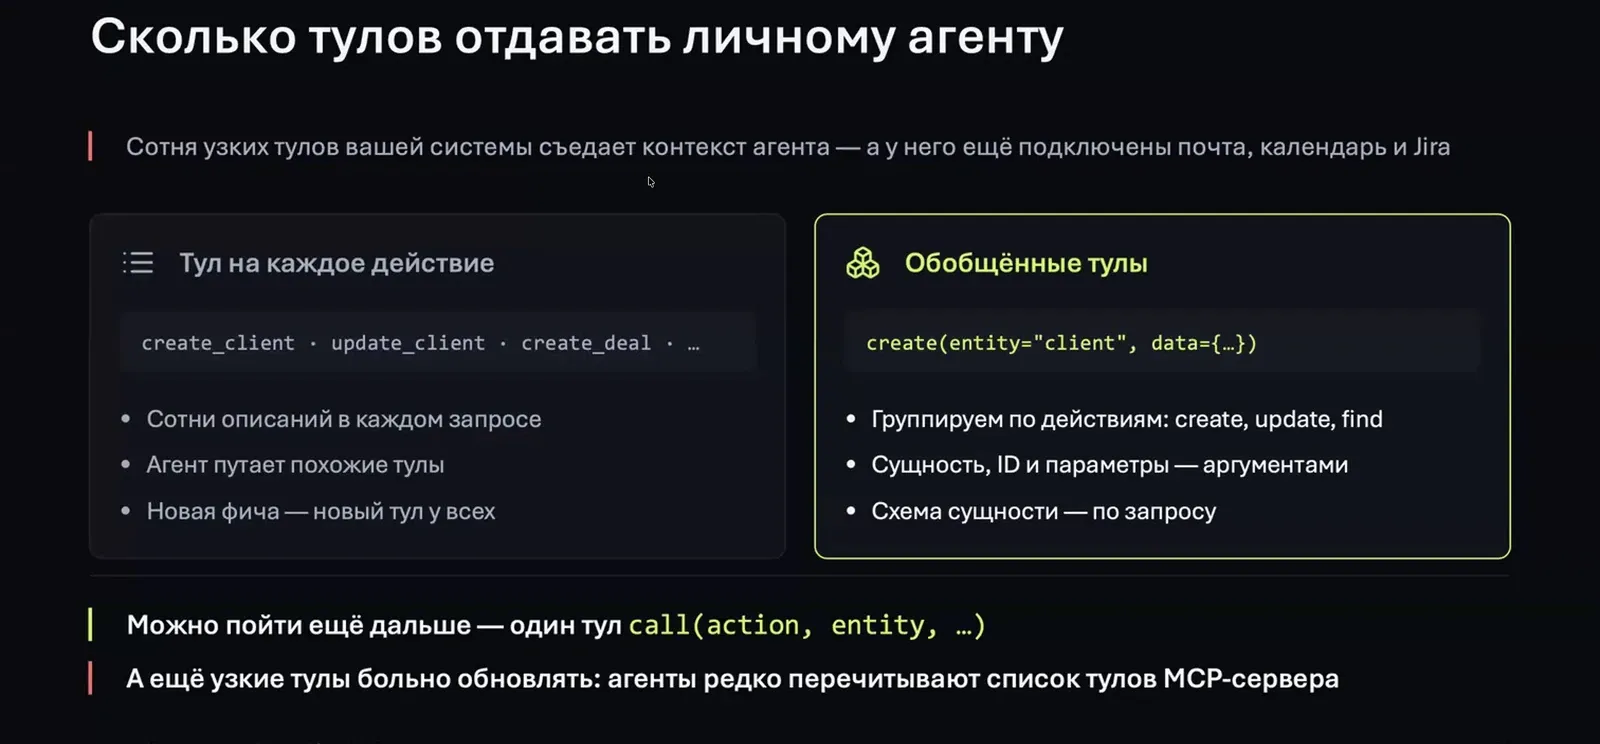 Сколько тулов отдавать личному агенту
Сотня узких тулов вашей системы съедает контекст агента — а у него ещё подключены почта, календарь и Jira
Тул на каждое действие
create_client · update_client · create_deal · …
• Сотни описаний в каждом запросе
• Агент путает похожие тулы
• Новая фича — новый тул у всех
Обобщённые тулы
create(entity="client", data={…})
• Группируем по действиям: create, update, find
• Сущность, ID и параметры — аргументами
• Схема сущности — по запросу
Можно пойти ещё дальше — один тул call(action, entity, …)
А ещё узкие тулы больно обновлять: агенты редко перечитывают список тулов MCP-сервера